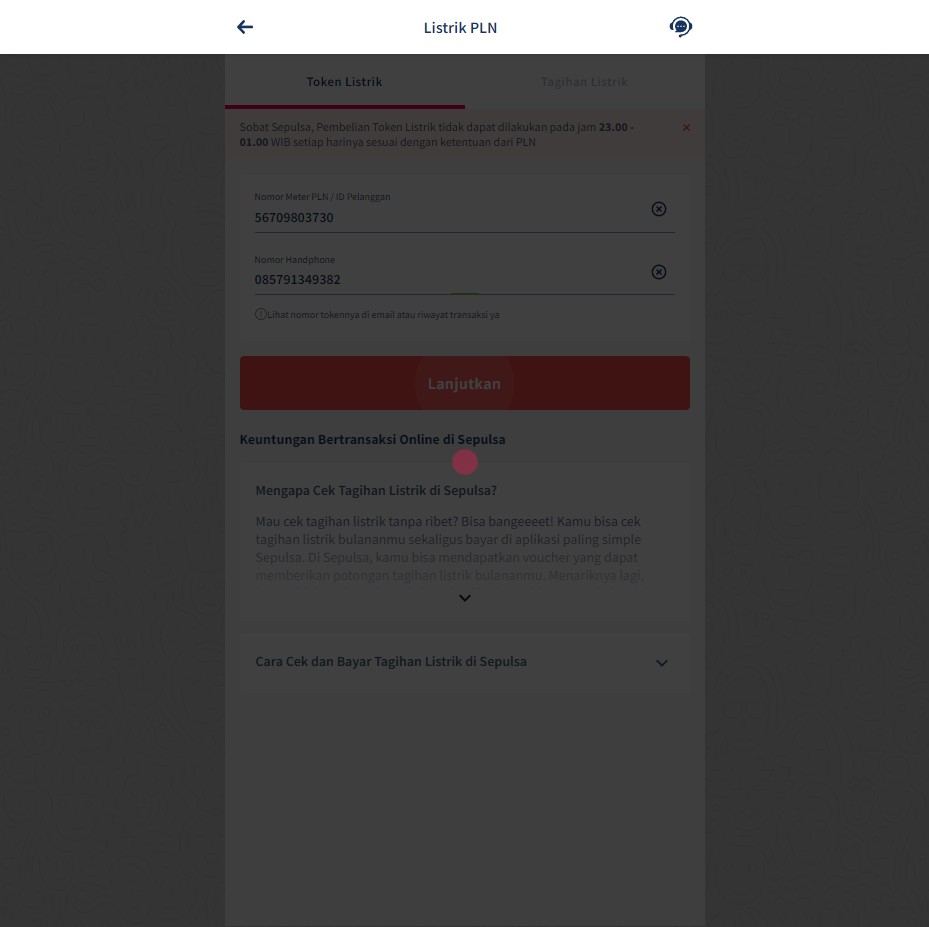 Listrik PLN
Token Listrik
Tagihan Listrik
Sobat Sepulsa, Pembelian Token Listrik tidak dapat dilakukan pada jam 23.00 -
01.00 WIB setiap harinya sesuai dengan ketentuan dari PLN
Nomor Meter PLN / ID Pelanggan
56709803730
Nomor Handphone
085791349382
Lihat nomor tokennya di email atau riwayat transaksi ya
Lanjutkan
Keuntungan Bertransaksi Online di Sepulsa
Mengapa Cek Tagihan Listrik di Sepulsa?
Mau cek tagihan listrik tanpa ribet? Bisa bangeeeet! Kamu bisa cek
tagihan listrik bulananmu sekaligus bayar di aplikasi paling simple
Sepulsa. Di Sepulsa, kamu bisa mendapatkan voucher yang dapat
memberikan potongan tagihan listrik bulananmu. Menariknya lagi,
Cara Cek dan Bayar Tagihan Listrik di Sepulsa